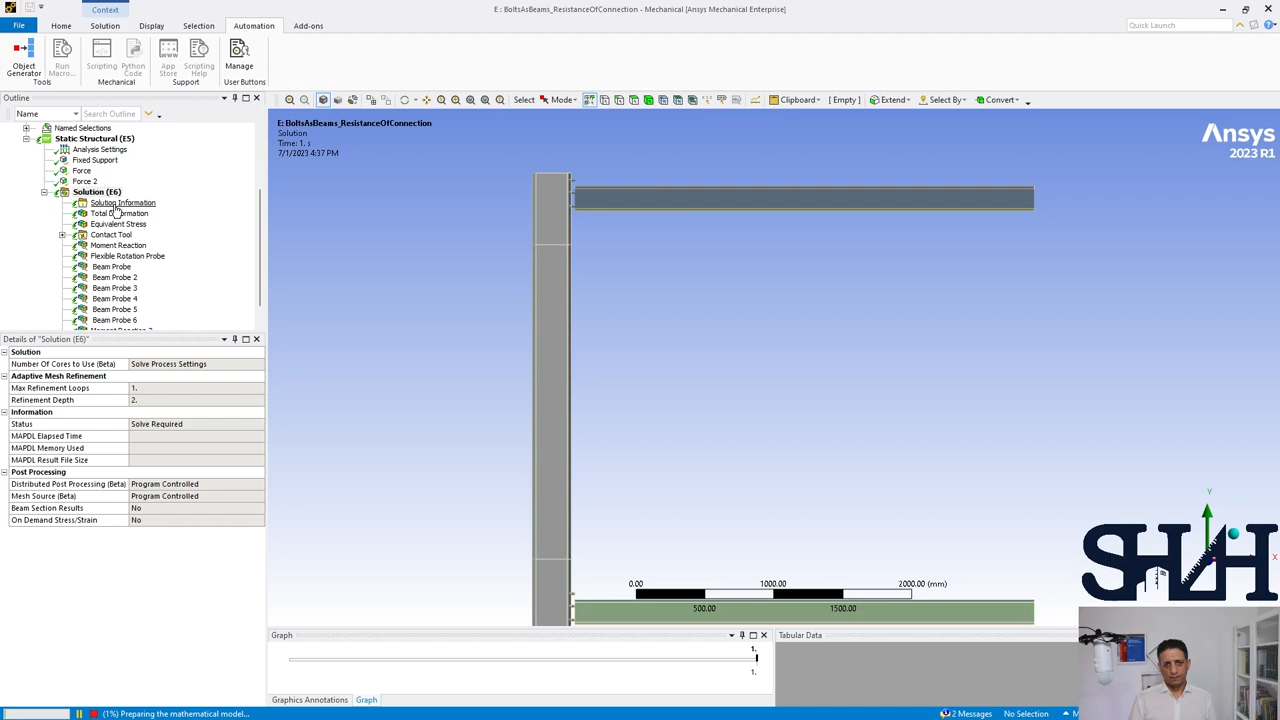 E : BoltsAsBeams_ResistanceOfConnection - Mechanical [Ansys Mechanical Enterprise]
Context
File
Home
Solution
Display
Selection
Automation
Add-ons
Quick Launch
Object Generator
Run Macro...
Scripting
Python Code
App Store
Scripting Help
Manage
Tools
Mechanical
Support
User Buttons
Outline
Name
Search Outline
Select
Mode
Clipboard
[ Empty ]
Extend
Select By
Convert
Named Selections
Static Structural (E5)
Analysis Settings
Fixed Support
Force
Force 2
Solution (E6)
Solution Information
Equivalent Stress
Contact Tool
Moment Reaction
Flexible Rotation Probe
Beam Probe
Beam Probe 2
Beam Probe 3
Beam Probe 4
Beam Probe 5
Beam Probe 6
Details of "Solution (E6)"
Solution
Number Of Cores to Use (Beta) Solve Process Settings
Adaptive Mesh Refinement
Max Refinement Loops 1.
Refinement Depth 2.
Information
Status Solve Required
MAPDL Elapsed Time
MAPDL Memory Used
MAPDL Result File Size
Post Processing
Distributed Post Processing (Beta) Program Controlled
Mesh Source (Beta) Program Controlled
Beam Section Results No
On Demand Stress/Strain No
E: BoltsAsBeams_ResistanceOfConnection
Solution
Time: 1. s
7/1/2023 4:37 PM
Ansys
2023 R1
Y
X
0.00 1000.00 2000.00 (mm)
500.00 1500.00
Graph
1.
1.
Graphics Annotations
Graph
Tabular Data
(1%) Preparing the mathematical model...
2 Messages
No Selection